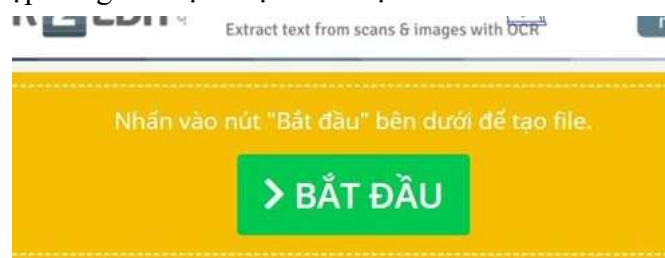 Extract text from scans & images with OCR
Nhấn vào nút "Bắt đầu" bên dưới để tạo file.
BẮT ĐẦU